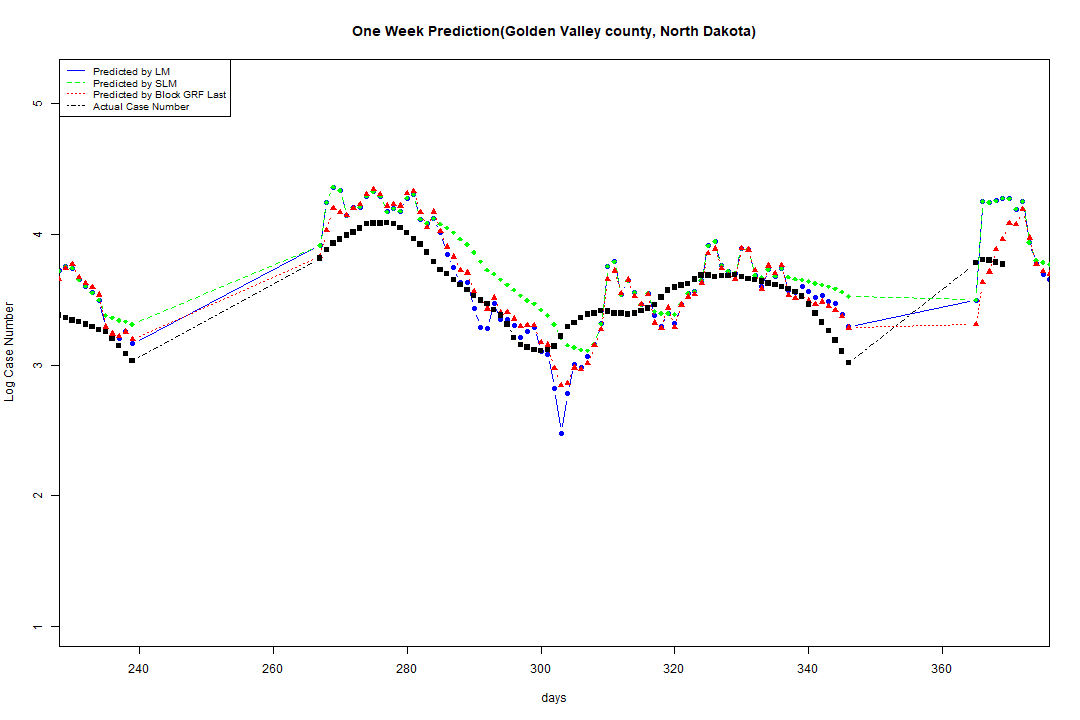 One Week Prediction(Golden Valley county, North Dakota)
Predicted by LM
Predicted by SLM
Predicted by Block GRF Last
Actual Case Number
5
4
3
2
1
Log Case Number
240 260 280 300 320 340 360
days